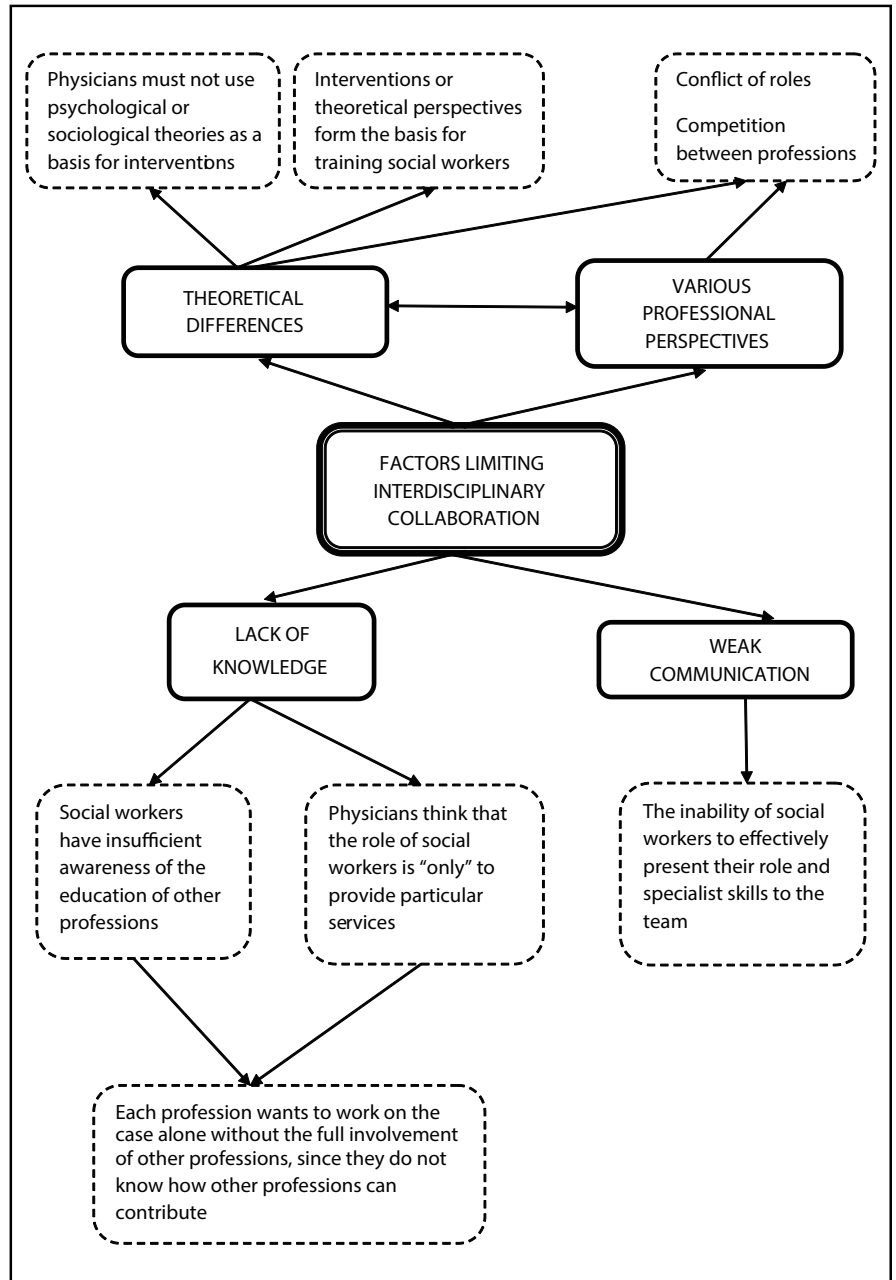 Physicians must not use
psychological or
sociological theories as a
basis for interventions
Interventions or
theoretical perspectives
form the basis for
training social workers
Conflict of roles
Competition
between professions
THEORETICAL
DIFFERENCES
VARIOUS
PROFESSIONAL
PERSPECTIVES
FACTORS LIMITING
INTERDISCIPLINARY
COLLABORATION
LACK OF
KNOWLEDGE
WEAK
COMMUNICATION
Social workers
have insufficient
awareness of the
education of other
professions
Physicians think that
the role of social
workers is “only” to
provide particular
services
The inability of social
workers to effectively
present their role and
specialist skills to the
team
Each profession wants to work on the
case alone without the full involvement
of other professions, since they do not
know how other professions can
contribute